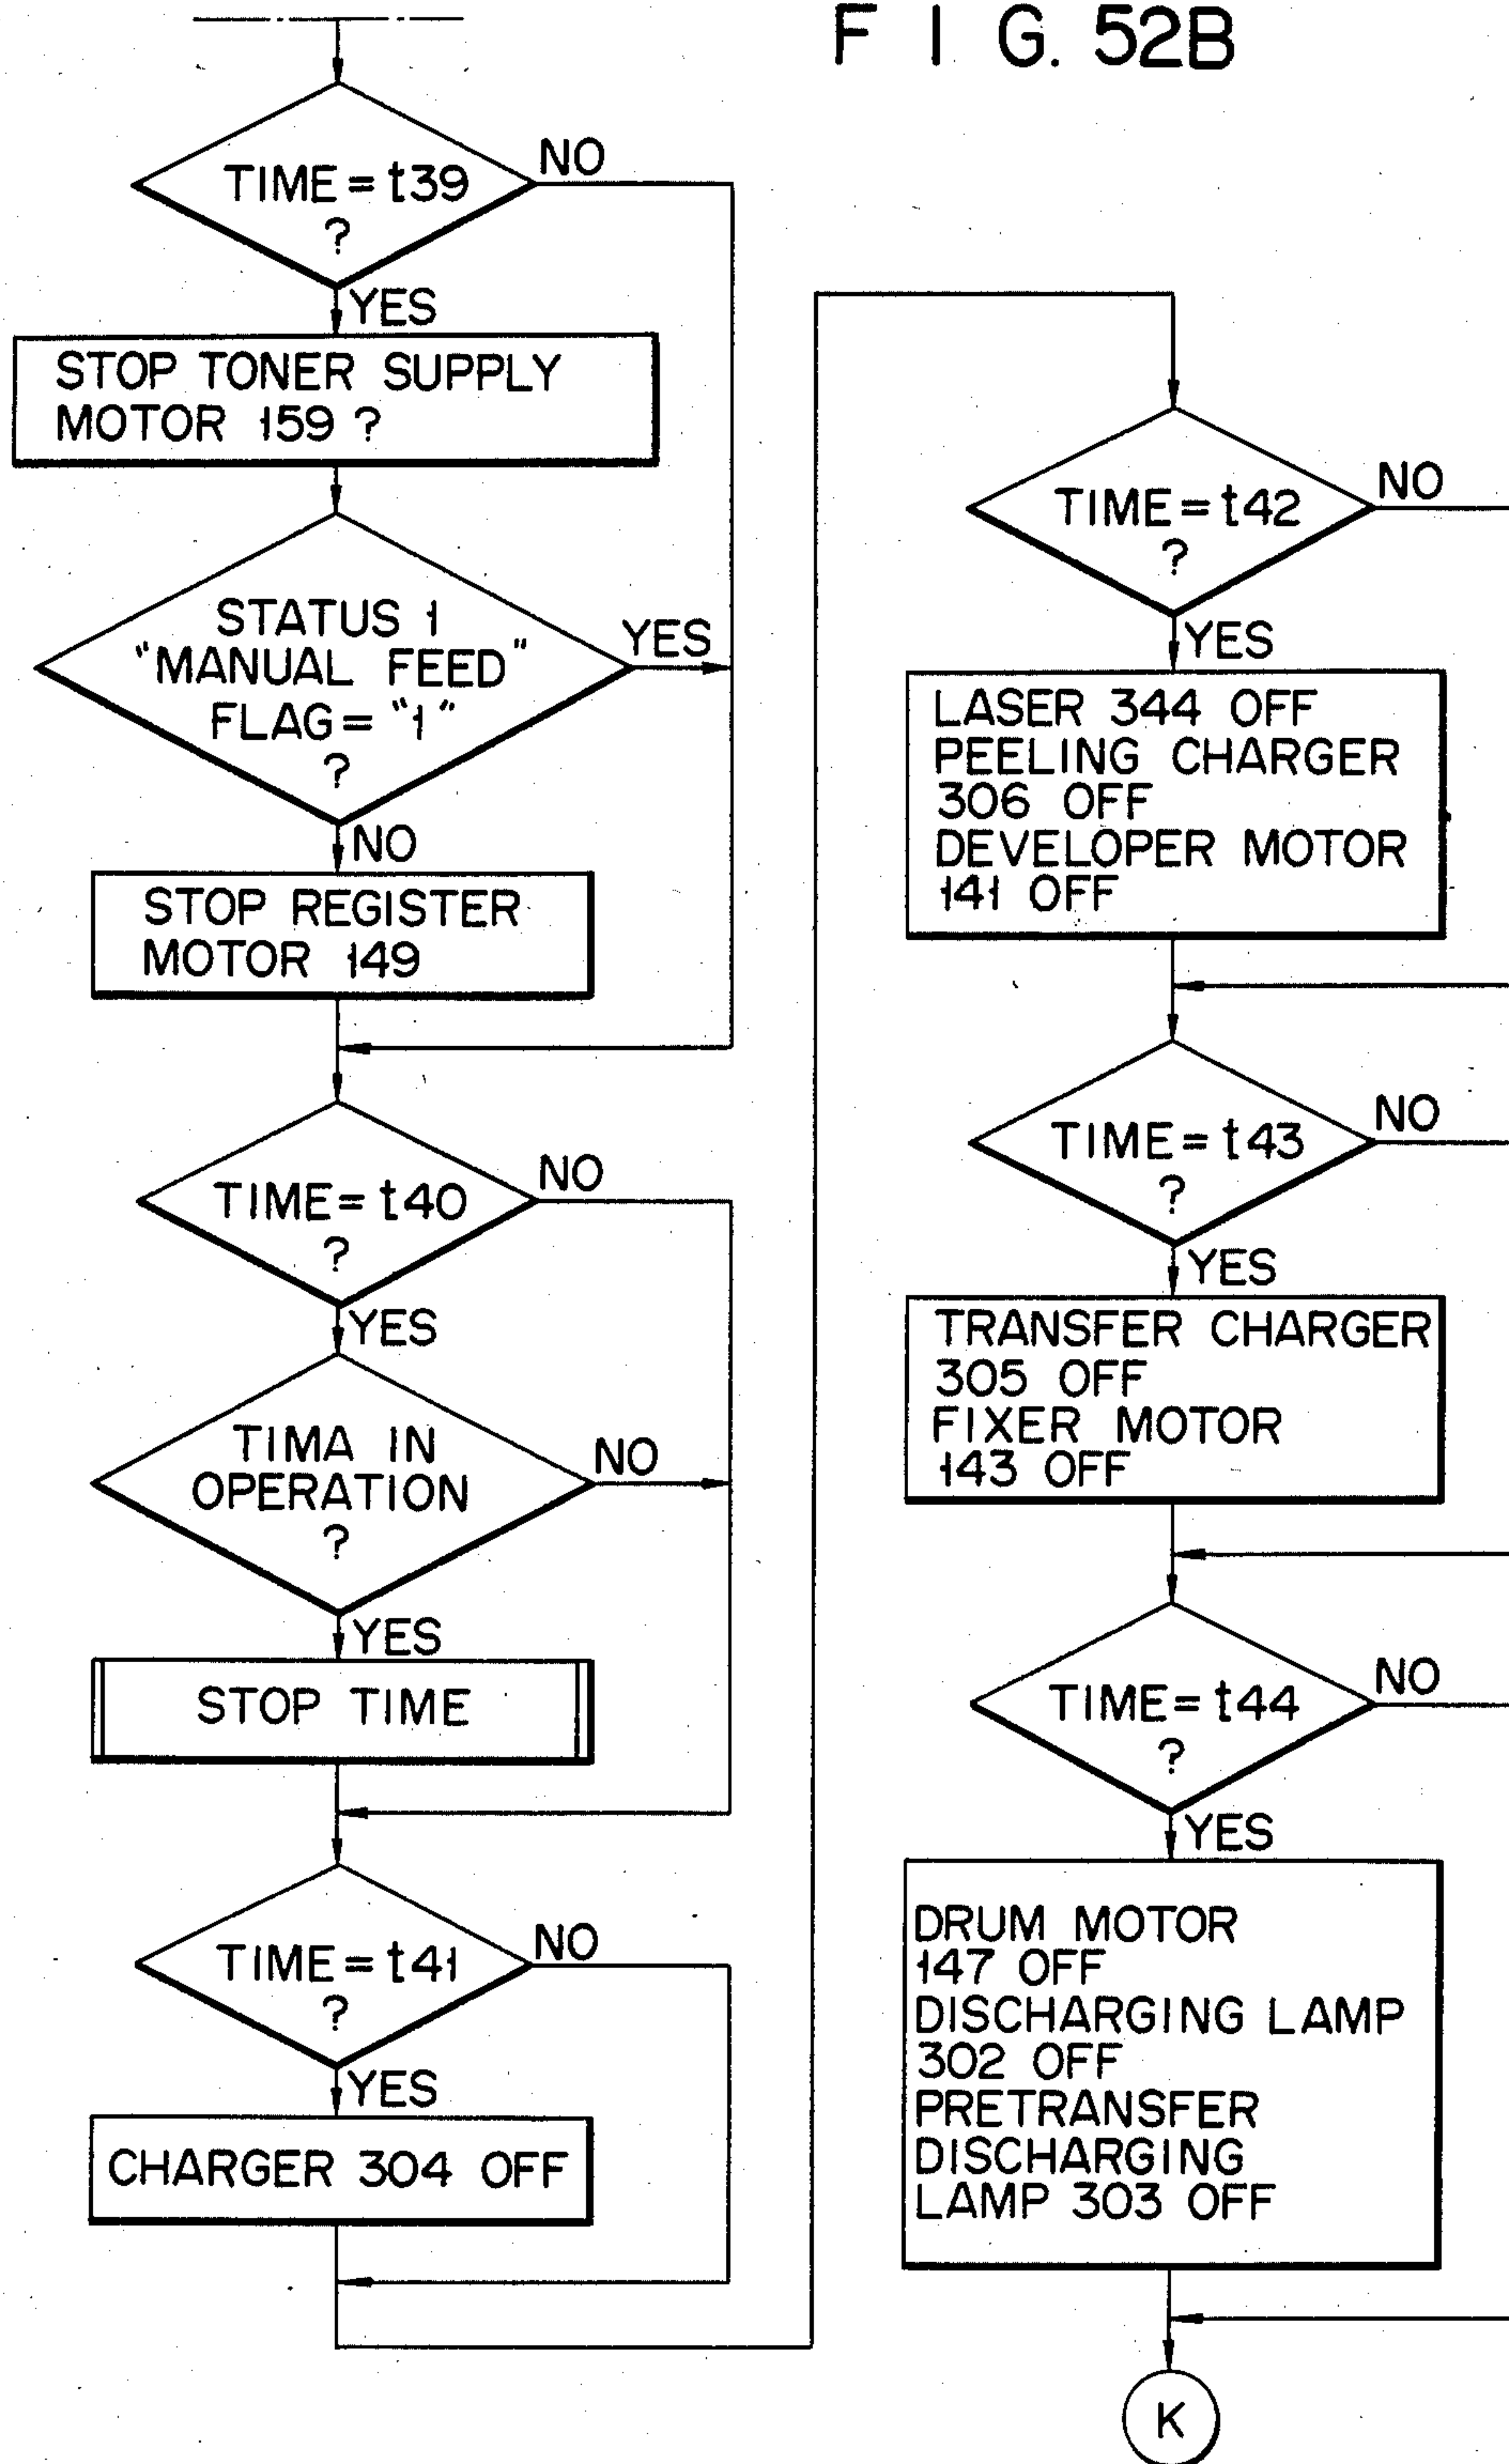 F I G. 52B
TIME = t39
?
NO
YES
STOP TONER SUPPLY
MOTOR 159 ?
STATUS 1
"MANUAL FEED"
FLAG = "1"
?
YES
NO
STOP REGISTER
MOTOR 149
TIME = t40
?
NO
YES
TIMA IN
OPERATION
?
NO
YES
STOP TIME
TIME = t41
?
NO
YES
CHARGER 304 OFF
TIME = t42
?
NO
YES
LASER 344 OFF
PEELING CHARGER
306 OFF
DEVELOPER MOTOR
141 OFF
TIME = t43
?
NO
YES
TRANSFER CHARGER
305 OFF
FIXER MOTOR
143 OFF
TIME = t44
?
NO
YES
DRUM MOTOR
147 OFF
DISCHARGING LAMP
302 OFF
PRETRANSFER
DISCHARGING
LAMP 303 OFF
K